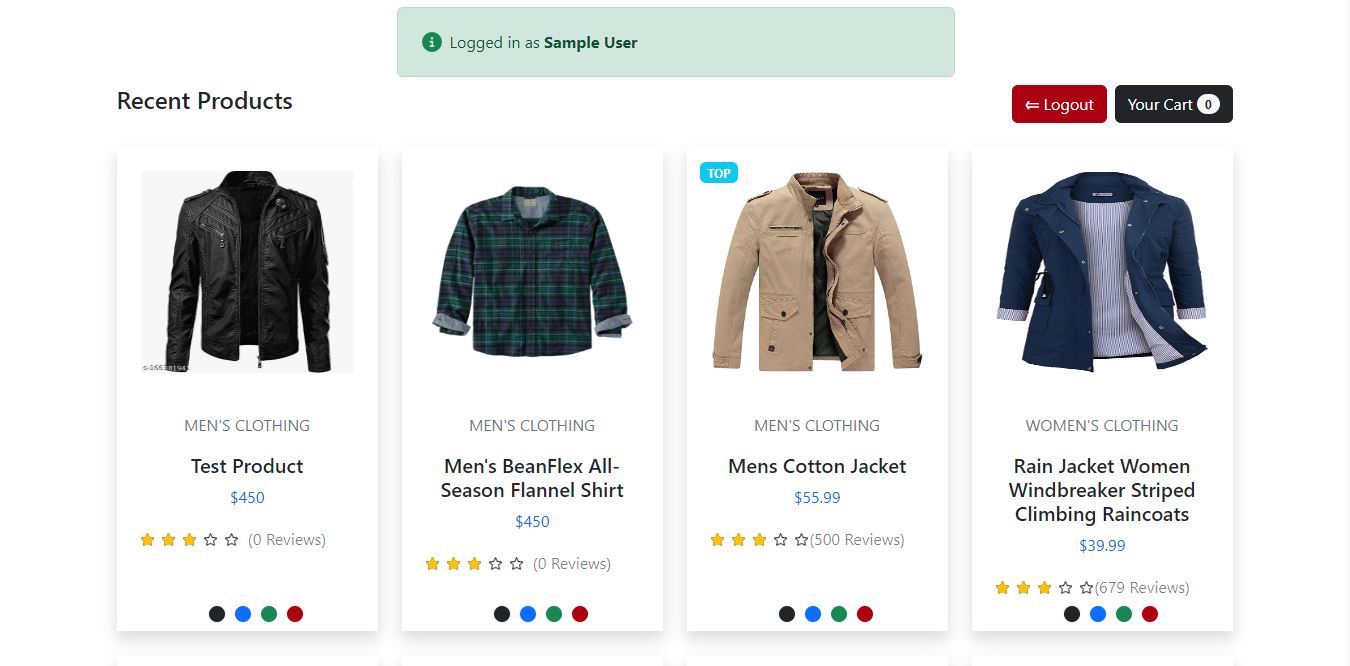 Logged in as Sample User
Recent Products
⇐ Logout
Your Cart 0
MEN'S CLOTHING
Test Product
$450
(0 Reviews)
MEN'S CLOTHING
Men's BeanFlex All-
Season Flannel Shirt
$450
(0 Reviews)
TOP
MEN'S CLOTHING
Mens Cotton Jacket
$55.99
(500 Reviews)
WOMEN'S CLOTHING
Rain Jacket Women
Windbreaker Striped
Climbing Raincoats
$39.99
(679 Reviews)